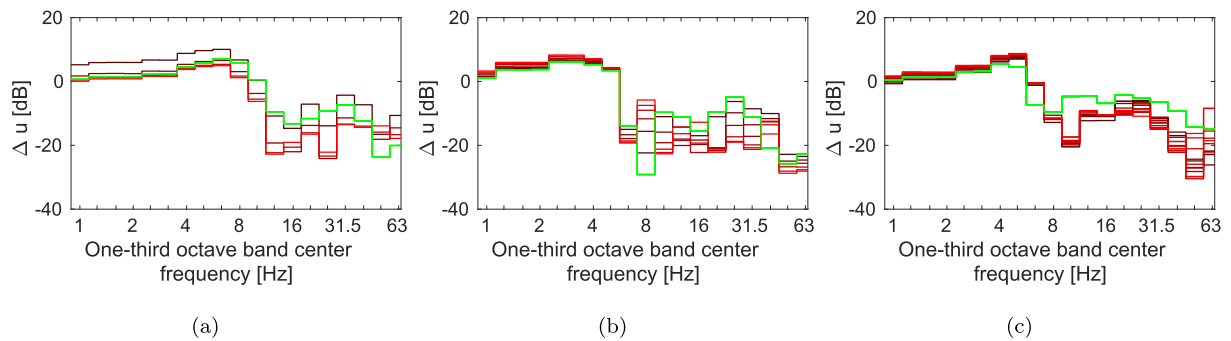 20
0
-20
-40
Δ u [dB]
1 2 4 8 16 31.5 63
One-third octave band center
frequency [Hz]
(a)
20
0
-20
-40
Δ u [dB]
1 2 4 8 16 31.5 63
One-third octave band center
frequency [Hz]
(b)
20
0
-20
-40
Δ u [dB]
1 2 4 8 16 31.5 63
One-third octave band center
frequency [Hz]
(c)